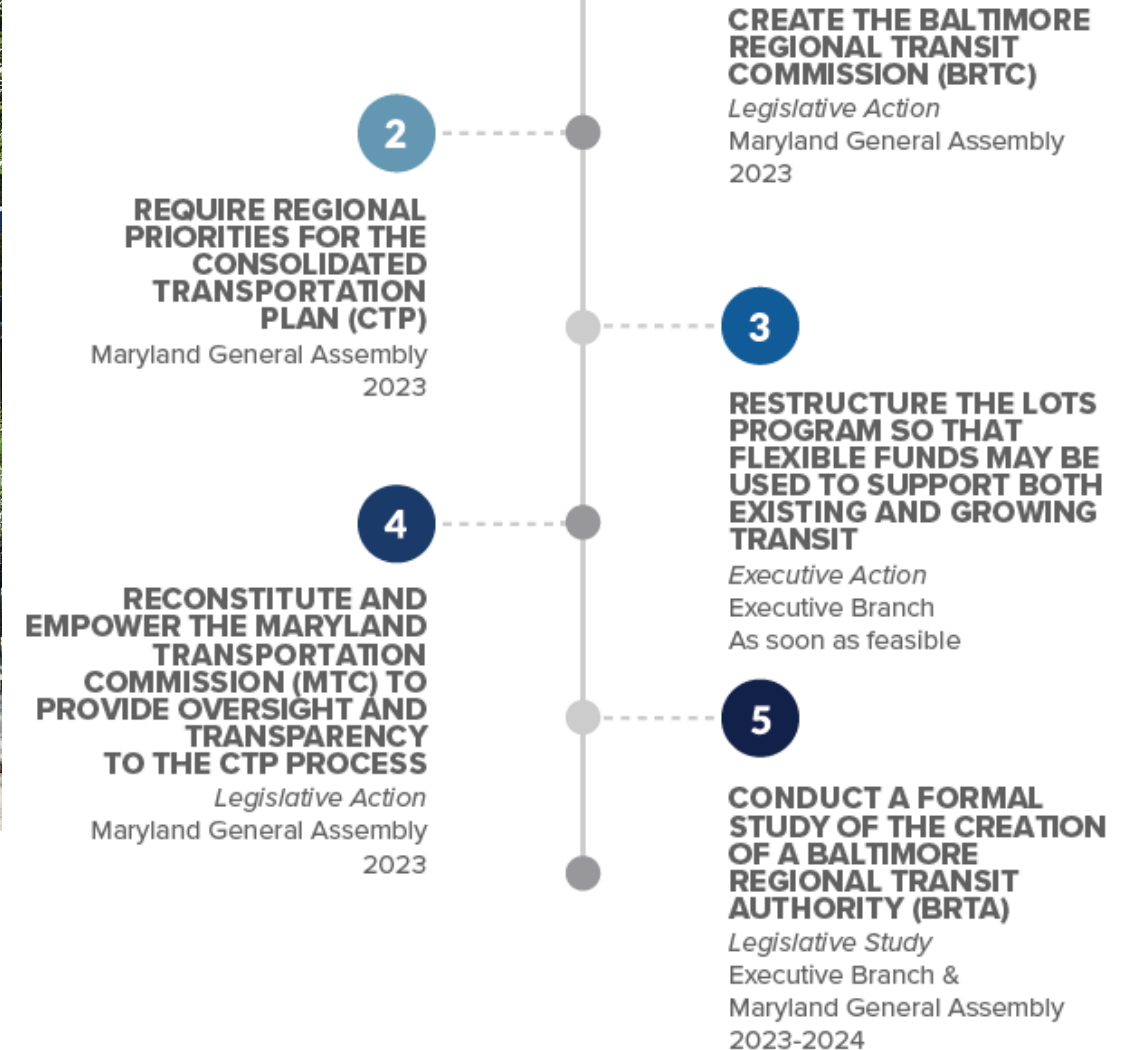 CREATE THE BALTIMORE
REGIONAL TRANSIT
COMMISSION (BRTC)
Legislative Action
Maryland General Assembly
2023
2
REQUIRE REGIONAL
PRIORITIES FOR THE
CONSOLIDATED
TRANSPORTATION
PLAN (CTP)
Maryland General Assembly
2023
3
RESTRUCTURE THE LOTS
PROGRAM SO THAT
FLEXIBLE FUNDS MAY BE
USED TO SUPPORT BOTH
EXISTING AND GROWING
TRANSIT
Executive Action
Executive Branch
As soon as feasible
4
RECONSTITUTE AND
EMPOWER THE MARYLAND
TRANSPORTATION
COMMISSION (MTC) TO
PROVIDE OVERSIGHT AND
TRANSPARENCY
TO THE CTP PROCESS
Legislative Action
Maryland General Assembly
2023
5
CONDUCT A FORMAL
STUDY OF THE CREATION
OF A BALTIMORE
REGIONAL TRANSIT
AUTHORITY (BRTA)
Legislative Study
Executive Branch &
Maryland General Assembly
2023-2024